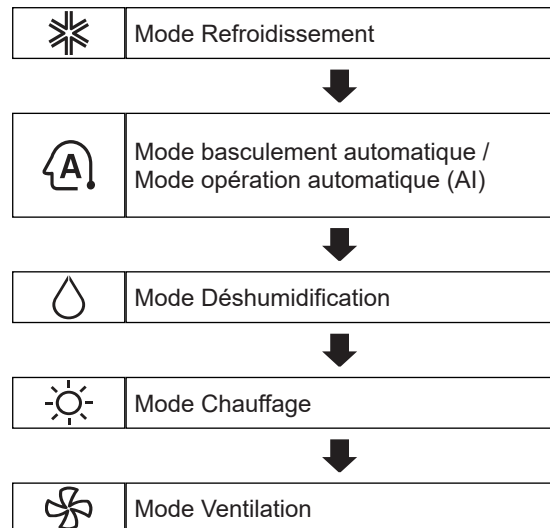 Mode Refroidissement
A
Mode basculement automatique /
Mode opération automatique (AI)
Mode Déshumidification
Mode Chauffage
Mode Ventilation